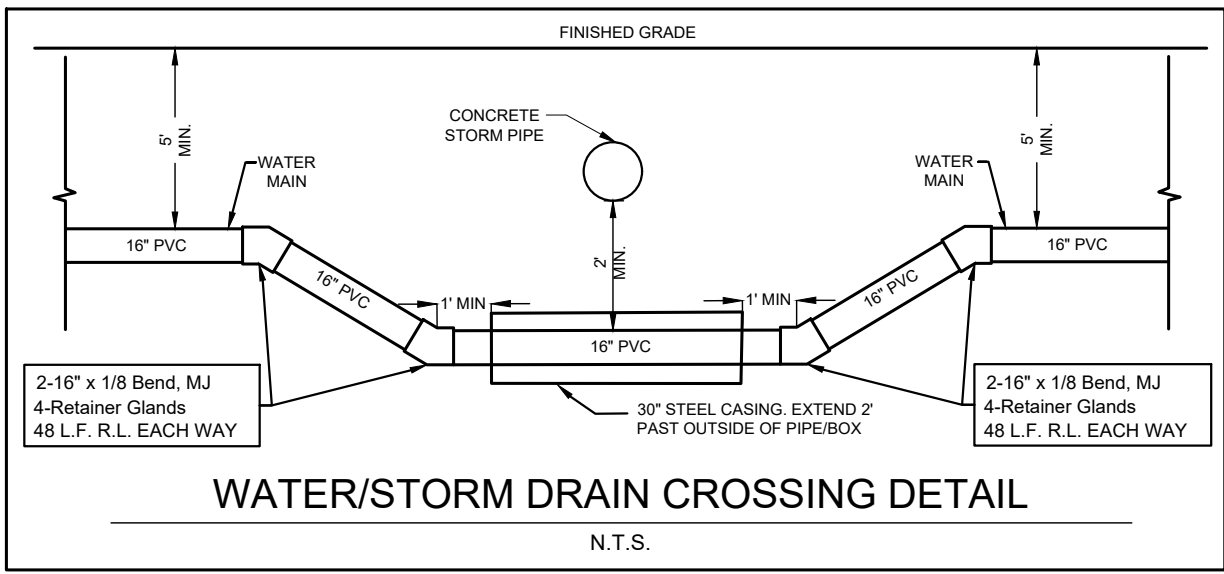 FINISHED GRADE
5'
MIN.
CONCRETE
STORM PIPE
5'
MIN.
WATER
MAIN
WATER
MAIN
16" PVC
16" PVC
2'
MIN.
16" PVC
16" PVC
1' MIN
1' MIN
16" PVC
2-16" x 1/8 Bend, MJ
4-Retainer Glands
48 L.F. R.L. EACH WAY
30" STEEL CASING. EXTEND 2'
PAST OUTSIDE OF PIPE/BOX
2-16" x 1/8 Bend, MJ
4-Retainer Glands
48 L.F. R.L. EACH WAY
WATER/STORM DRAIN CROSSING DETAIL
N.T.S.